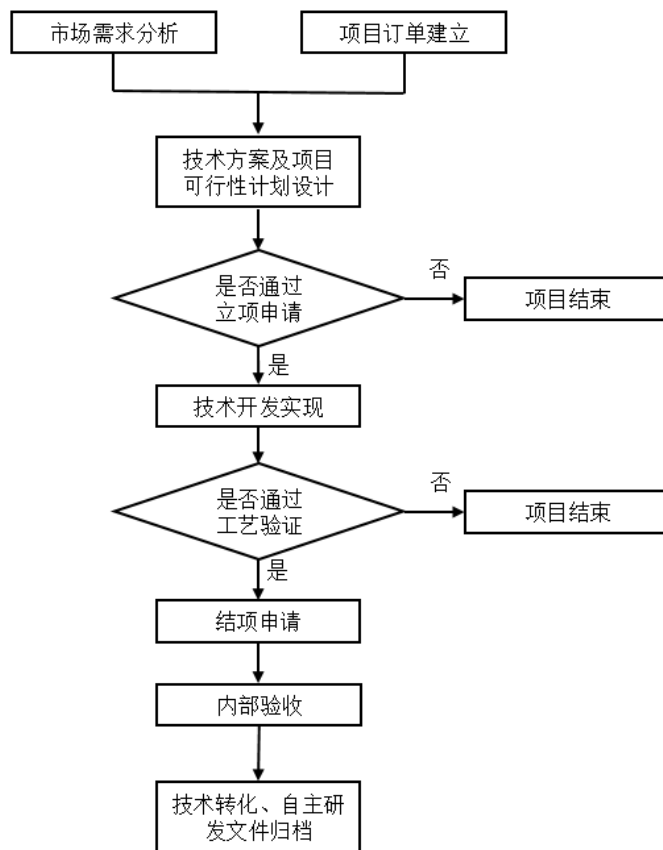 市场需求分析
项目订单建立
技术方案及项目
可行性计划设计
是否通过
立项申请
否
项目结束
是
技术开发实现
是否通过
工艺验证
否
项目结束
是
结项申请
内部验收
技术转化、自主研
发文件归档